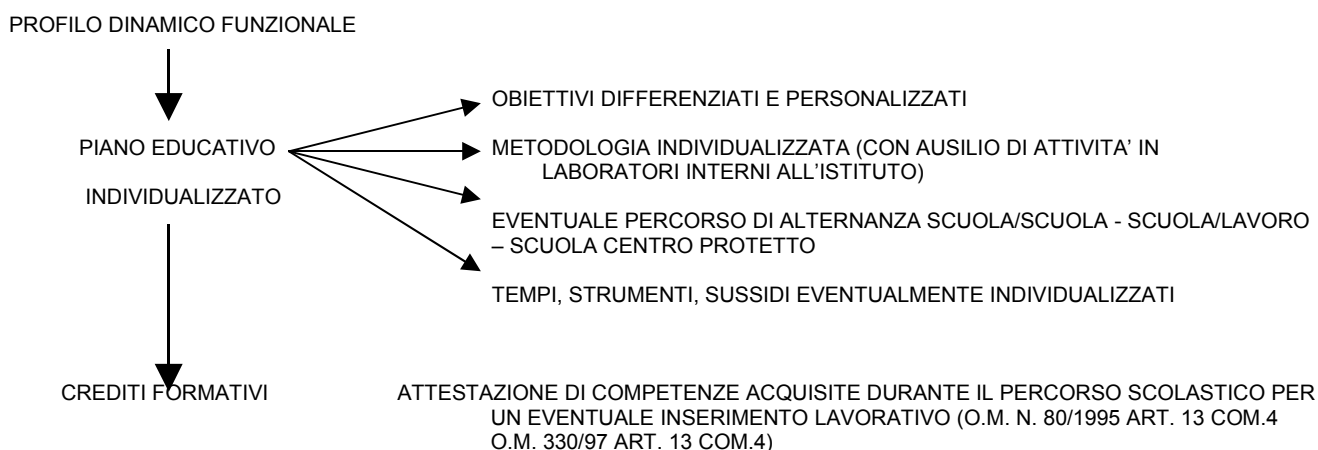 PROFILO DINAMICO FUNZIONALE
OBIETTIVI DIFFERENZIATI E PERSONALIZZATI
PIANO EDUCATIVO
INDIVIDUALIZZATO
METODOLOGIA INDIVIDUALIZZATA (CON AUSILIO DI ATTIVITA’ IN
LABORATORI INTERNI ALL’ISTITUTO)
EVENTUALE PERCORSO DI ALTERNANZA SCUOLA/SCUOLA - SCUOLA/LAVORO
– SCUOLA CENTRO PROTETTO
TEMPI, STRUMENTI, SUSSIDI EVENTUALMENTE INDIVIDUALIZZATI
CREDITI FORMATIVI
ATTESTAZIONE DI COMPETENZE ACQUISITE DURANTE IL PERCORSO SCOLASTICO PER
UN EVENTUALE INSERIMENTO LAVORATIVO (O.M. N. 80/1995 ART. 13 COM.4
O.M. 330/97 ART. 13 COM.4)